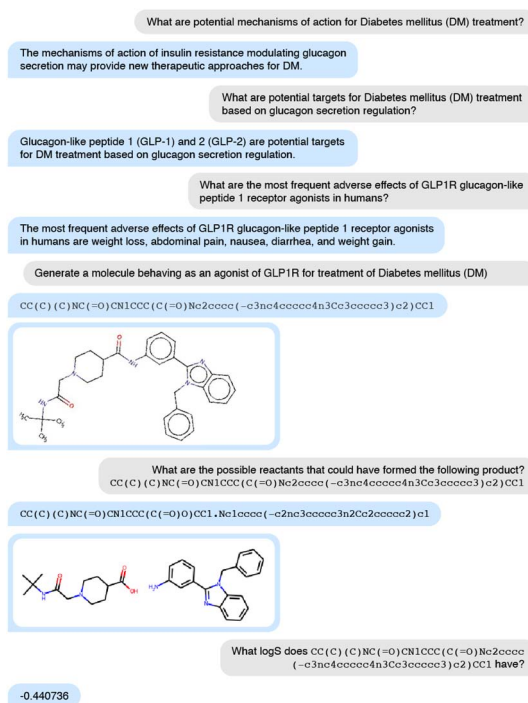 What are potential mechanisms of action for Diabetes mellitus (DM) treatment?
The mechanisms of action of insulin resistance modulating glucagon
secretion may provide new therapeutic approaches for DM.
What are potential targets for Diabetes mellitus (DM) treatment
based on glucagon secretion regulation?
Glucagon-like peptide 1 (GLP-1) and 2 (GLP-2) are potential targets
for DM treatment based on glucagon secretion regulation.
What are the most frequent adverse effects of GLP1R glucagon-like
peptide 1 receptor agonists in humans?
The most frequent adverse effects of GLP1R glucagon-like peptide 1 receptor agonists
in humans are weight loss, abdominal pain, nausea, diarrhea, and weight gain.
Generate a molecule behaving as an agonist of GLP1R for treatment of Diabetes mellitus (DM)
CC(C)(C)NC(=O)CN1CCC(C(=O)Nc2cccc(-c3nc4ccccc4n3Cc3ccccc3)c2)CC1
O
NH
N
N
N
HN
O
H₃C
CH₃
CH₃
What are the possible reactants that could have formed the following product?
CC(C)(C)NC(=O)CN1CCC(C(=O)Nc2cccc(-c3nc4ccccc4n3Cc3ccccc3)c2)CC1
CC(C)(C)NC(=O)CN1CCC(C(=O)O)CC1.Nc1cccc(-c2nc3ccccc3n2Cc2ccccc2)c1
O
O
OH
N
H
N
H₂N
N
N
What logS does CC(C)(C)NC(=O)CN1CCC(C(=O)Nc2cccc
(-c3nc4ccccc4n3Cc3ccccc3)c2)CC1 have?
-0.440736